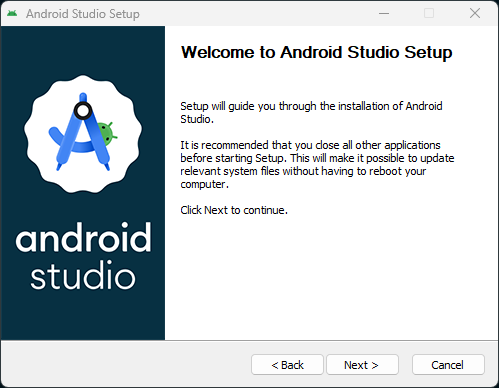 Android Studio Setup
Welcome to Android Studio Setup
Setup will guide you through the installation of Android
Studio.
It is recommended that you close all other applications
before starting Setup. This will make it possible to update
relevant system files without having to reboot your
computer.
Click Next to continue.
android
studio
< Back
Next >
Cancel